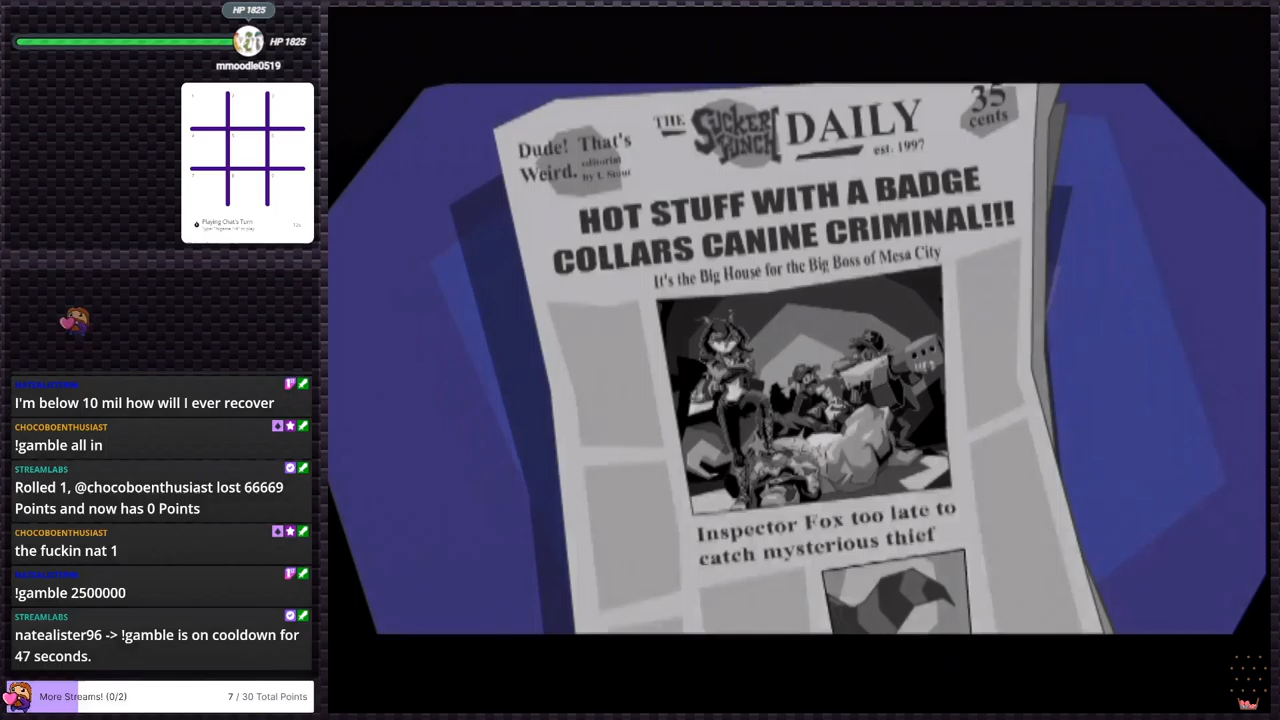 HP 1825
HP 1825
mmoodle0519
Playing Chat's Turn
I'm below 10 mil how will I ever recover
CHOCOBOENTHUSIAST
!gamble all in
STREAMLABS
Rolled 1, @chocoboenthusiast lost 66669
Points and now has 0 Points
CHOCOBOENTHUSIAST
the fuckin nat 1
!gamble 2500000
STREAMLABS
natealister96 -> !gamble is on cooldown for
47 seconds.
More Streams! (0/2)
7 / 30 Total Points
Dude! That's
Weird.
editorial
THE SUCKER PUNCH DAILY
est. 1997
35
cents
HOT STUFF WITH A BADGE
COLLARS CANINE CRIMINAL!!!
It's the Big House for the Big Boss of Mesa City
Inspector Fox too late to
catch mysterious thief